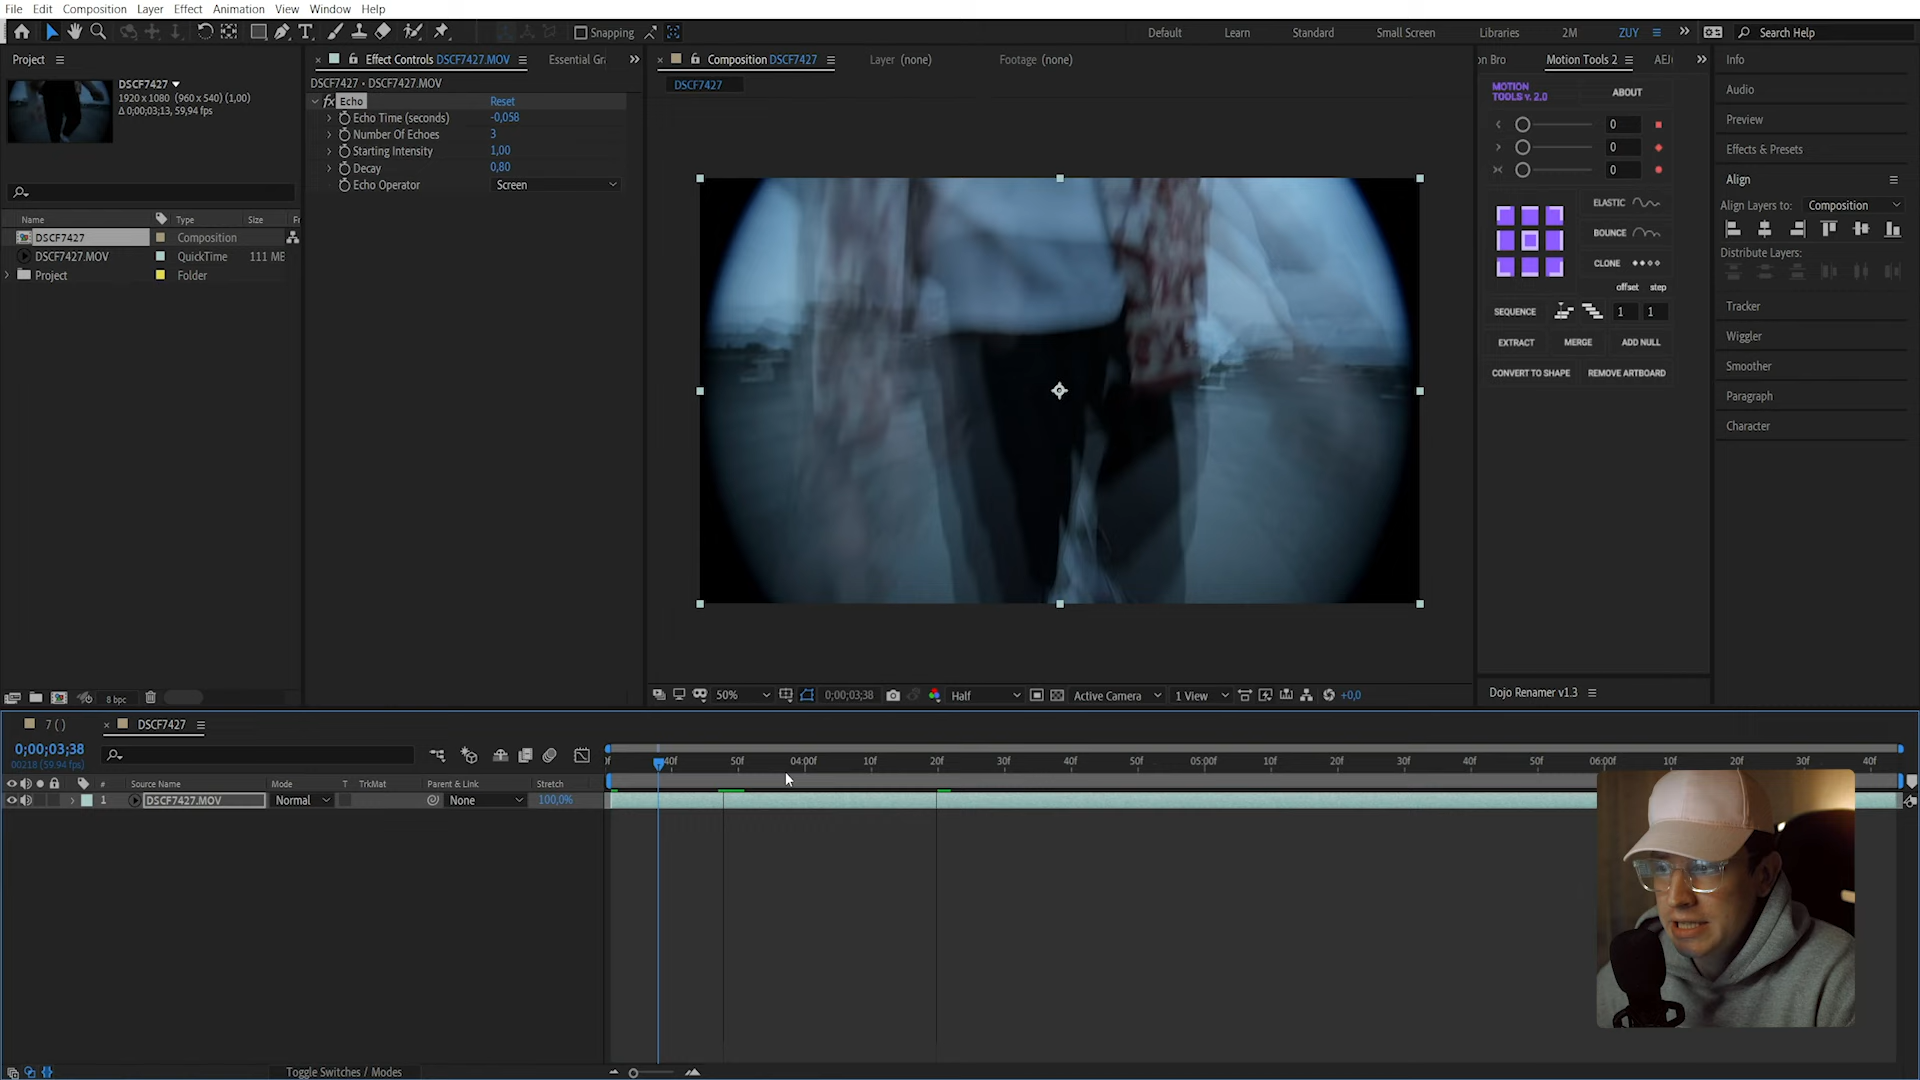 File Edit Composition Layer Effect Animation View Window Help
Snapping Default Learn Standard Small Screen Libraries 2M ZUY Search Help
Project
Effect Controls DSCF7427.MOV Essential Gr
Composition DSCF7427 Layer (none) Footage (none)
on Bro Motion Tools 2 AEJ
Info
DSCF7427
1920 x 1080 (960 x 540) (1,00)
Δ 0;00;03;13, 59,94 fps
DSCF7427 • DSCF7427.MOV
DSCF7427
fx Echo Reset
Echo Time (seconds) -0,058
Number Of Echoes 3
Starting Intensity 1,00
Decay 0,80
Echo Operator Screen
MOTION TOOLS v. 2.0 ABOUT
0
0
0
ELASTIC
BOUNCE
CLONE
offset step
SEQUENCE 1 1
EXTRACT MERGE ADD NULL
CONVERT TO SHAPE REMOVE ARTBOARD
Audio
Preview
Effects & Presets
Align
Align Layers to: Composition
Distribute Layers:
Tracker
Wiggler
Smoother
Paragraph
Character
Name Type Size Fr
DSCF7427 Composition
DSCF7427.MOV QuickTime 111 ME
Project Folder
8 bpc
50% 0;00;03;38 Half Active Camera 1 View +0,0
Dojo Renamer v1.3
7 () DSCF7427
0;00;03;38
00218 (59.94 fps)
0f 40f 50f 04:00f 10f 20f 30f 40f 50f 05:00f 10f 20f 30f 40f 50f 06:00f 10f 20f 30f 40f
# Source Name Mode T TrkMat Parent & Link Stretch
1 DSCF7427.MOV Normal None 100,0%
Toggle Switches / Modes